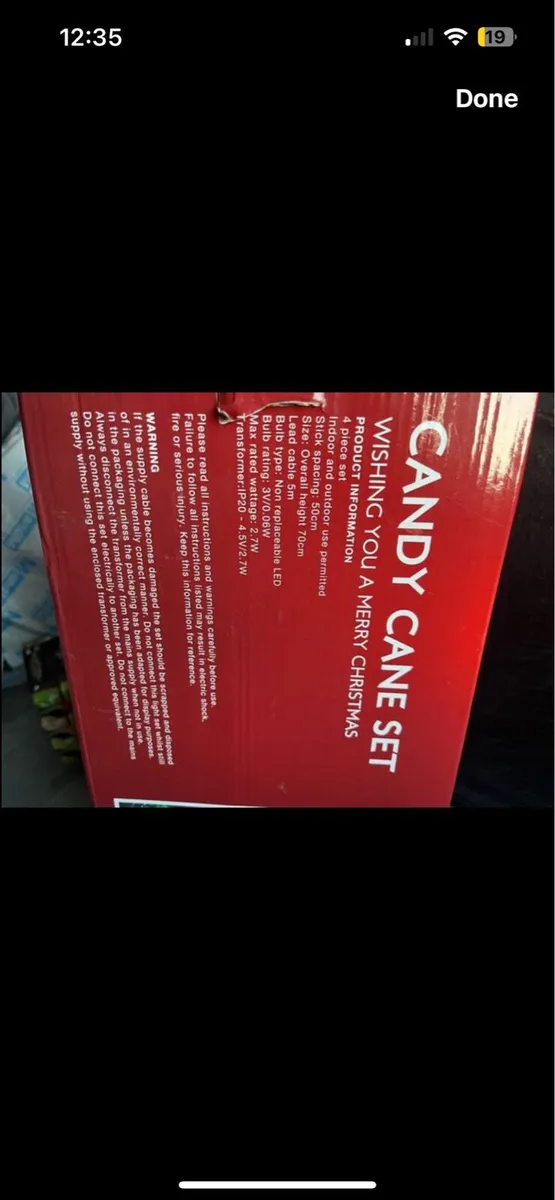 12:35
19
Done
CANDY CANE SET
WISHING YOU A MERRY CHRISTMAS
PRODUCT INFORMATION
4 piece set
Indoor and outdoor use permitted
Stick spacing: 50cm
Size: Overall height 70cm
Lead cable 5m
Bulb type: Non replaceable LED
Bulb rating: 3V/0.06W
Max rated wattage: 2.7W
Transformer:IP20 - 4.5V/2.7W
Please read all instructions and warnings carefully before use.
Failure to follow all instructions listed may result in electric shock,
fire or serious injury. Keep this information for reference.
WARNING
If the supply cable becomes damaged the set should be scrapped and disposed
of in an environmentally correct manner. Do not connect this light set whilst still
in the packaging unless the packaging has been adapted for display purposes.
Always disconnect the transformer from the mains supply when not in use.
Do not connect this set electrically to another set. Do not connect to the mains
supply without using the enclosed transformer or approved equivalent.